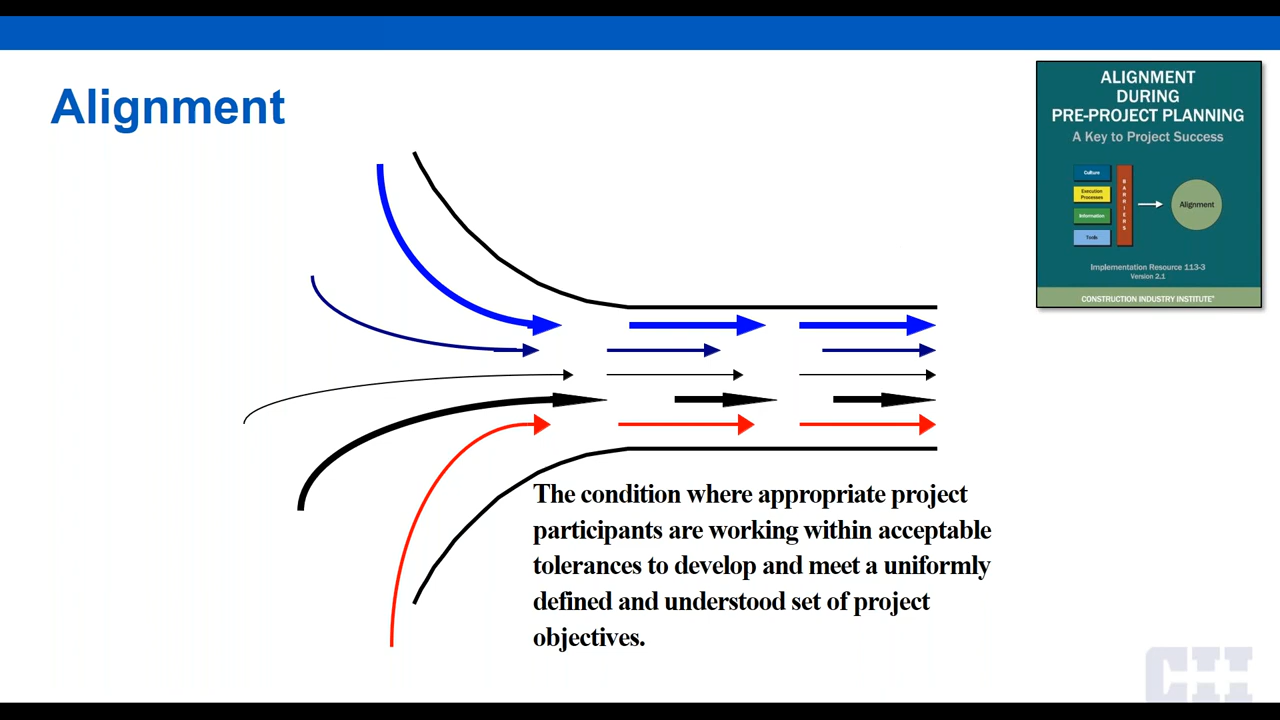 Alignment
ALIGNMENT
DURING
PRE-PROJECT PLANNING
A Key to Project Success
Culture
Execution
Processes
Information
Tools
BARRIERS
Alignment
Implementation Resource 113-3
Version 2.1
CONSTRUCTION INDUSTRY INSTITUTE™
The condition where appropriate project
participants are working within acceptable
tolerances to develop and meet a uniformly
defined and understood set of project
objectives.
CII